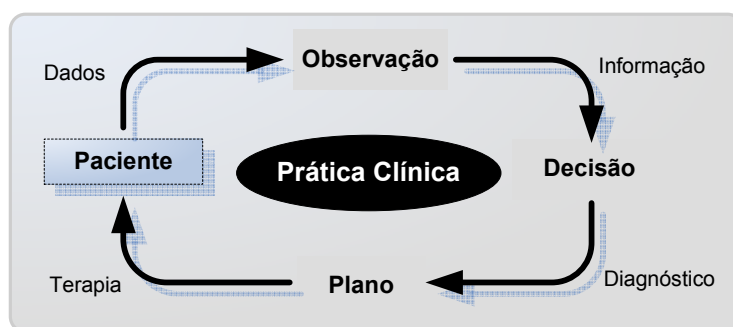 Observação
Dados
Informação
Paciente
Prática Clínica
Decisão
Terapia
Plano
Diagnóstico